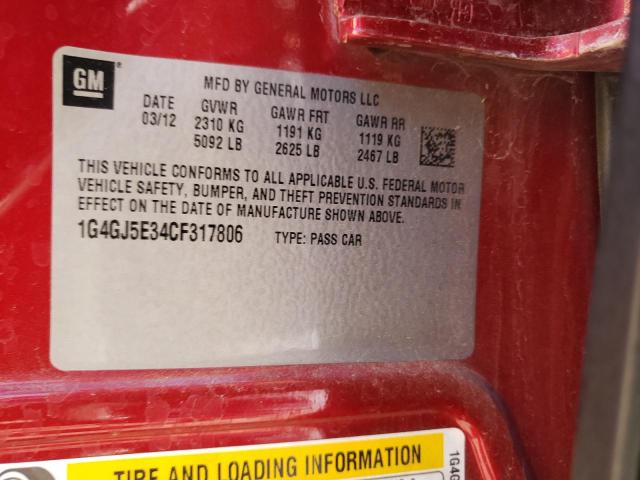 GM
MFD BY GENERAL MOTORS LLC
DATE GVWR GAWR FRT GAWR RR
03/12 2310 KG 1191 KG 1119 KG
5092 LB 2625 LB 2467 LB
THIS VEHICLE CONFORMS TO ALL APPLICABLE U.S. FEDERAL MOTOR
VEHICLE SAFETY, BUMPER, AND THEFT PREVENTION STANDARDS IN
EFFECT ON THE DATE OF MANUFACTURE SHOWN ABOVE.
1G4GJ5E34CF317806 TYPE: PASS CAR
TIRE AND LOADING INFORMATION
1G4G